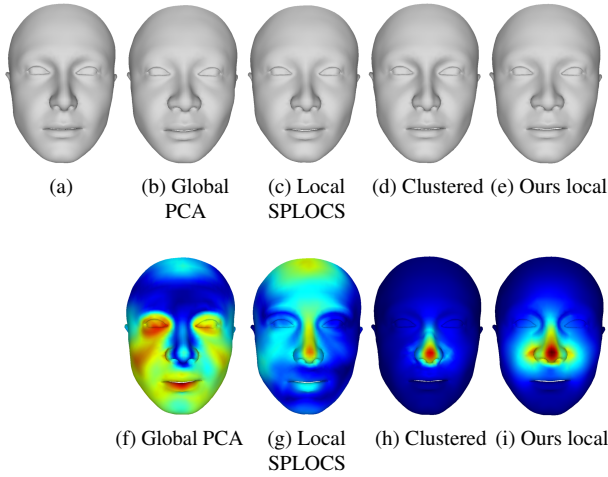 (a)
(b) Global
PCA
(c) Local
SPLOCS
(d) Clustered
(e) Ours local
(f) Global PCA
(g) Local
SPLOCS
(h) Clustered
(i) Ours local